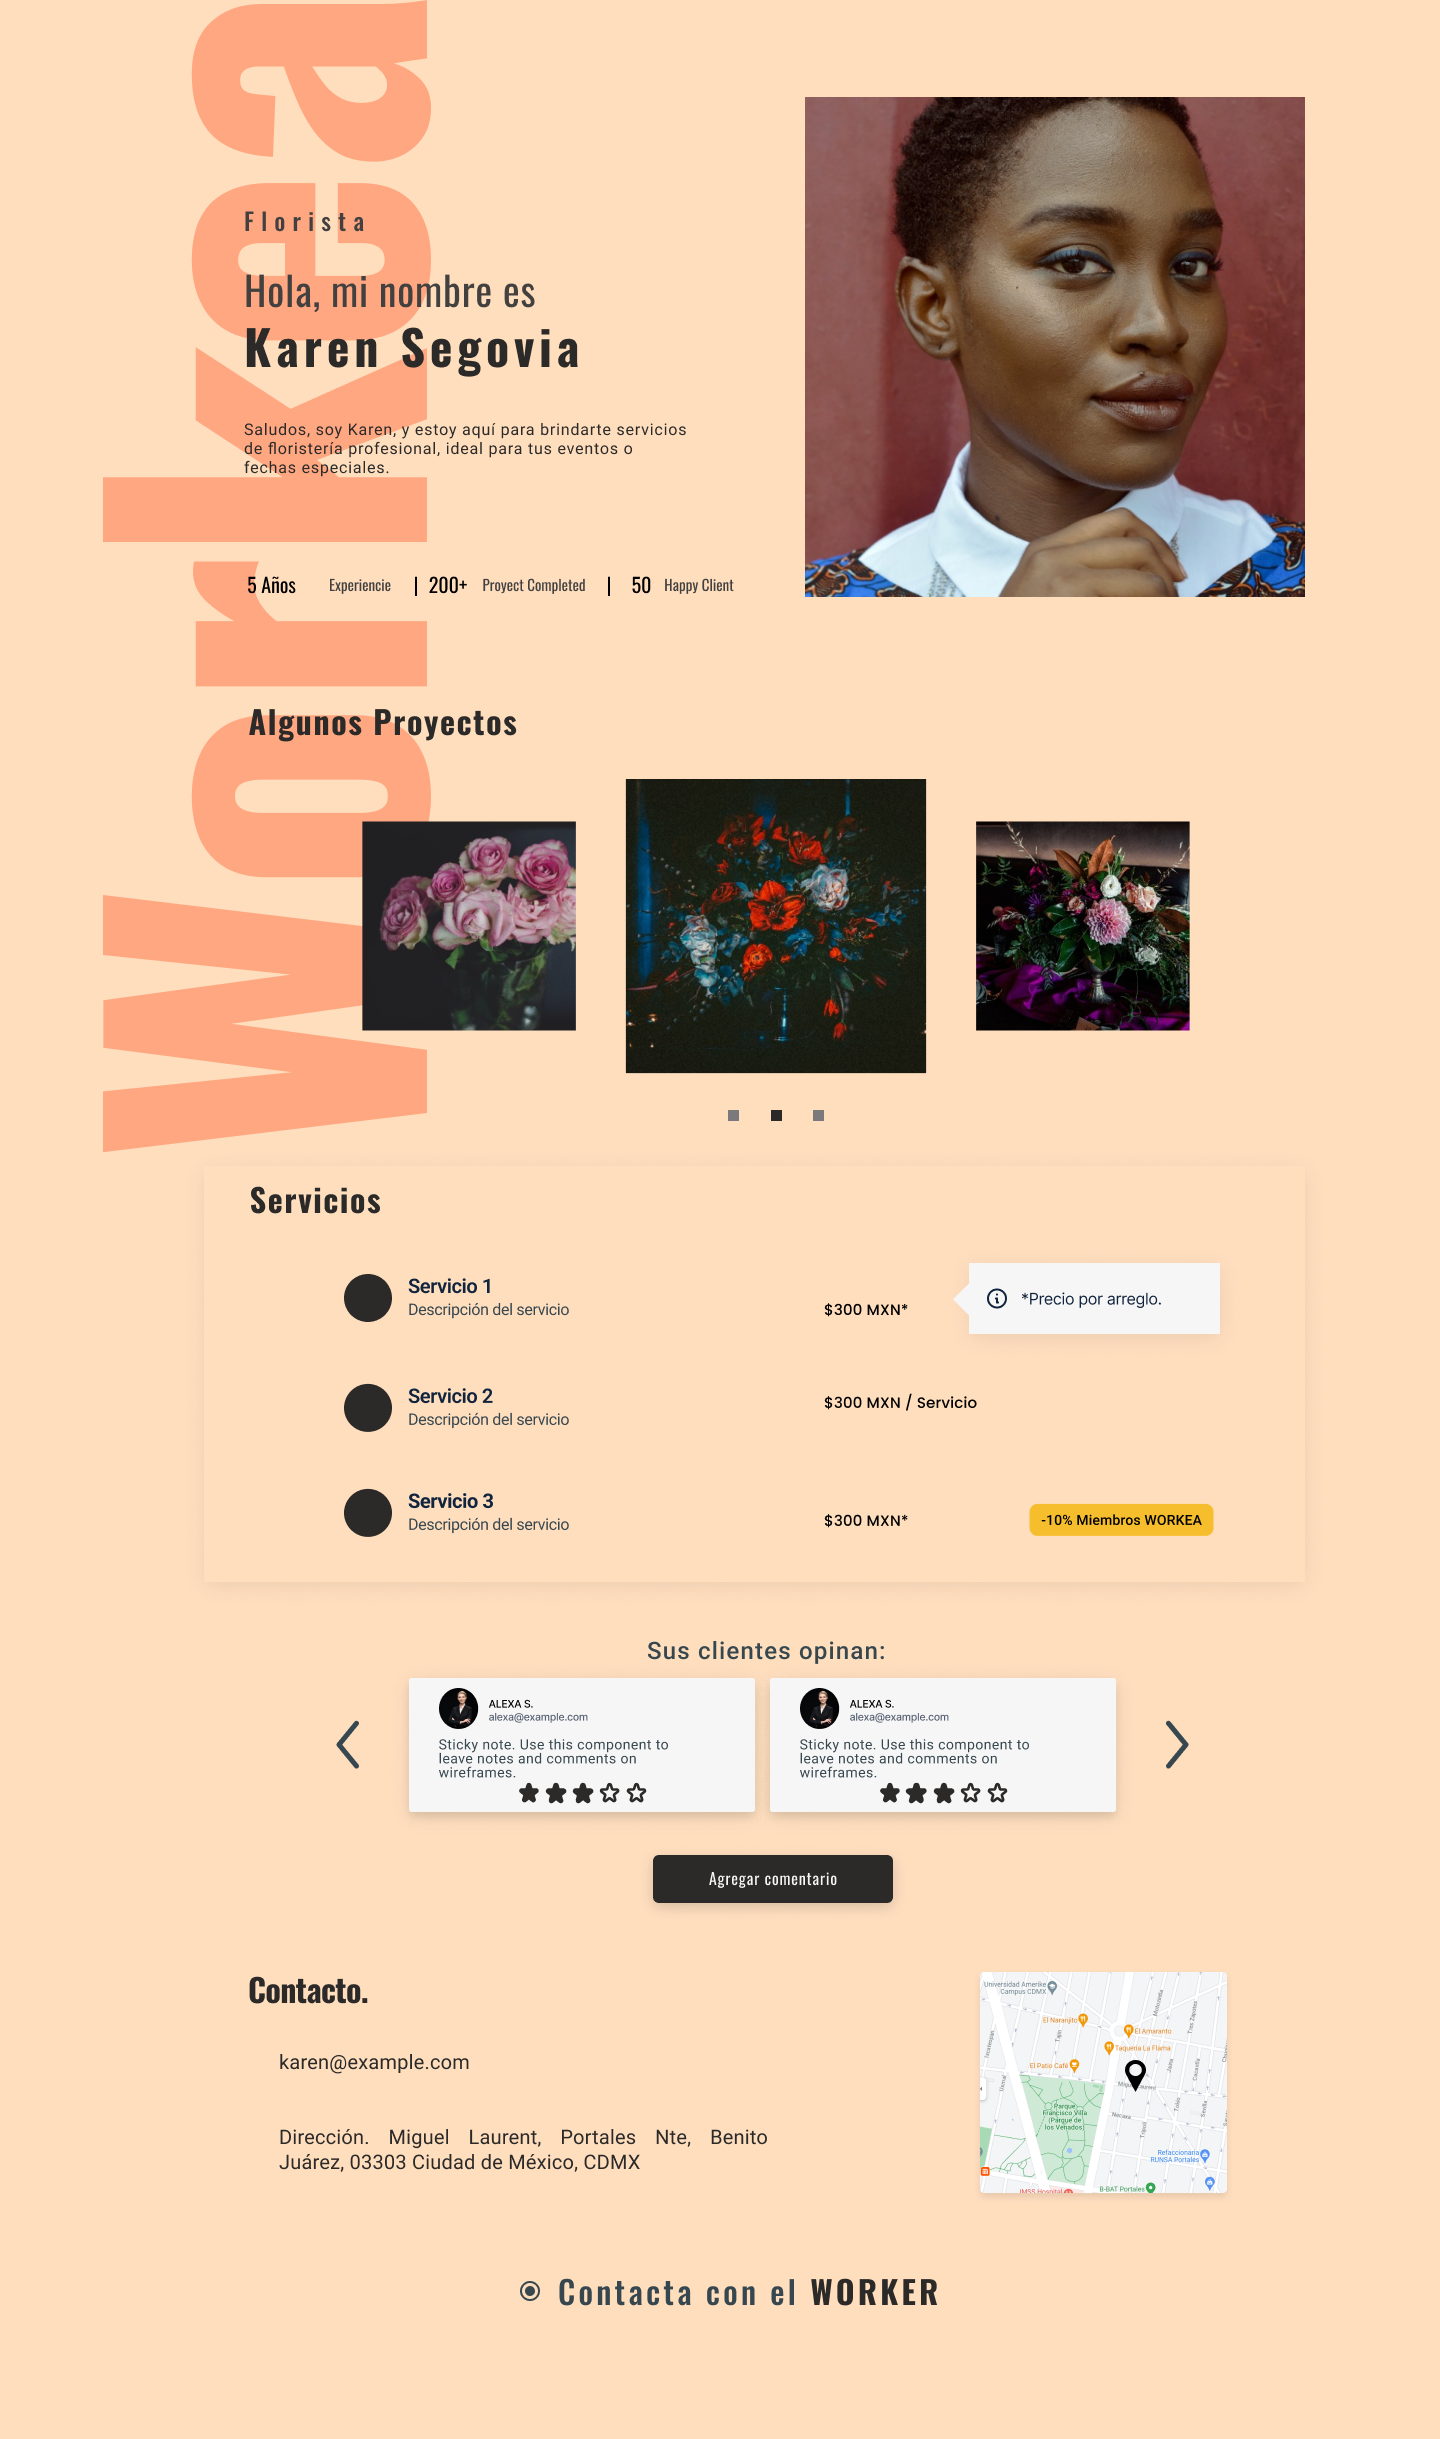 Workea
Florista
Hola, mi nombre es
Karen Segovia
Saludos, soy Karen, y estoy aquí para brindarte servicios
de floristería profesional, ideal para tus eventos o
fechas especiales.
5 Años Experiencie | 200+ Proyect Completed | 50 Happy Client
Algunos Proyectos
Servicios
Servicio 1
Descripción del servicio
$300 MXN*
*Precio por arreglo.
Servicio 2
Descripción del servicio
$300 MXN / Servicio
Servicio 3
Descripción del servicio
$300 MXN*
-10% Miembros WORKEA
Sus clientes opinan:
ALEXA S.
alexa@example.com
Sticky note. Use this component to
leave notes and comments on
wireframes.
ALEXA S.
alexa@example.com
Sticky note. Use this component to
leave notes and comments on
wireframes.
Agregar comentario
Contacto.
karen@example.com
Dirección. Miguel Laurent, Portales Nte, Benito
Juárez, 03303 Ciudad de México, CDMX
Universidad Amerike
Campus CDMX
El Naranjito
El Amaranto
Taquería La Flama
El Patio Café
Parque
Francisco Villa
(Parque de
los Venados)
Refaccionaria
RUNSA Portales
IMSS Hospital
B-BAT Portales
Contacta con el WORKER